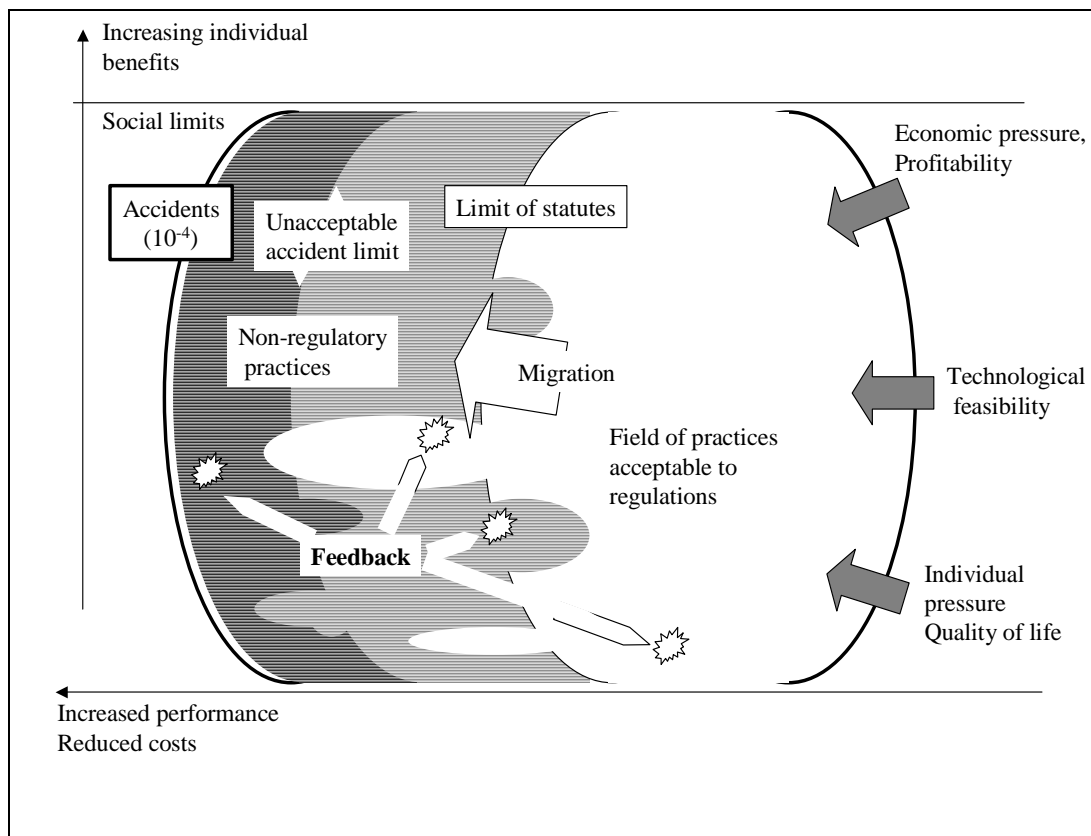 Increasing individual
benefits
Social limits
Economic pressure,
Profitability
Accidents
(10⁻⁴)
Unacceptable
accident limit
Limit of statutes
Non-regulatory
practices
Migration
Technological
feasibility
Field of practices
acceptable to
regulations
Feedback
Individual
pressure
Quality of life
Increased performance
Reduced costs